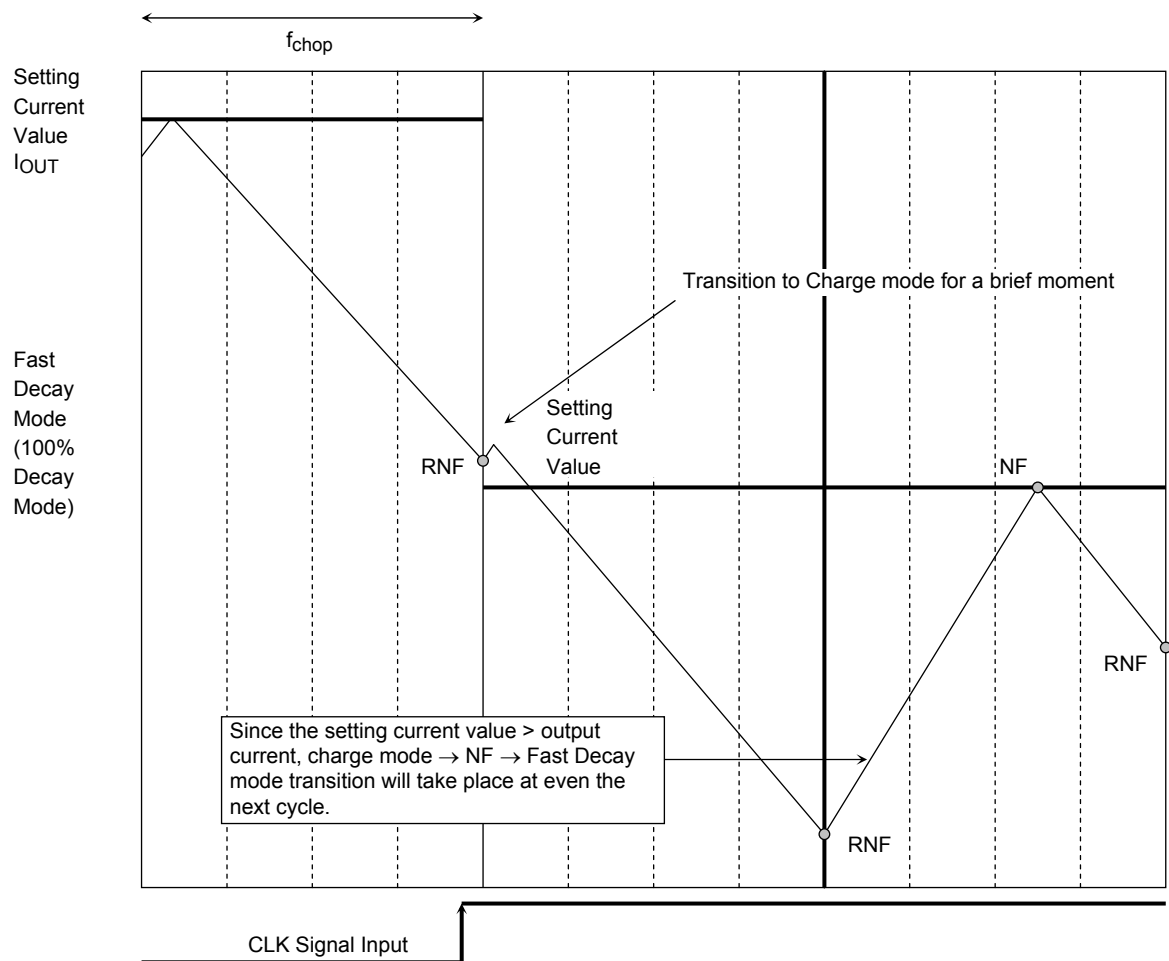 fchop
Setting
Current
Value
IOUT
Transition to Charge mode for a brief moment
Fast
Decay
Mode
(100%
Decay
Mode)
Setting
Current
Value
RNF
NF
RNF
Since the setting current value > output
current, charge mode → NF → Fast Decay
mode transition will take place at even the
next cycle.
RNF
CLK Signal Input